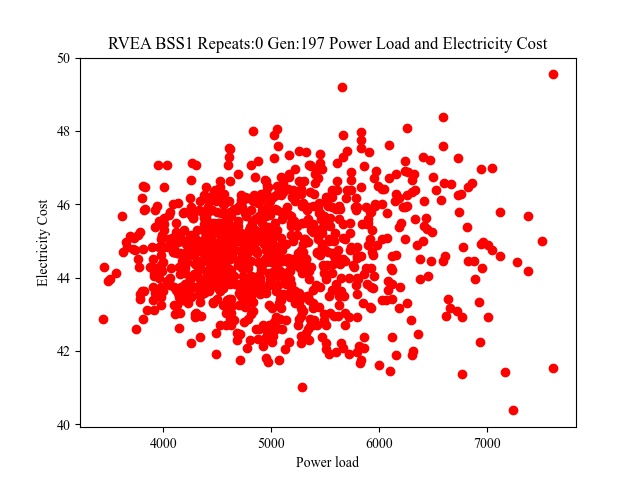 RVEA BSS1 Repeats:0 Gen:197 Power Load and Electricity Cost
50
48
46
44
42
40
Electricity Cost
4000 5000 6000 7000
Power load